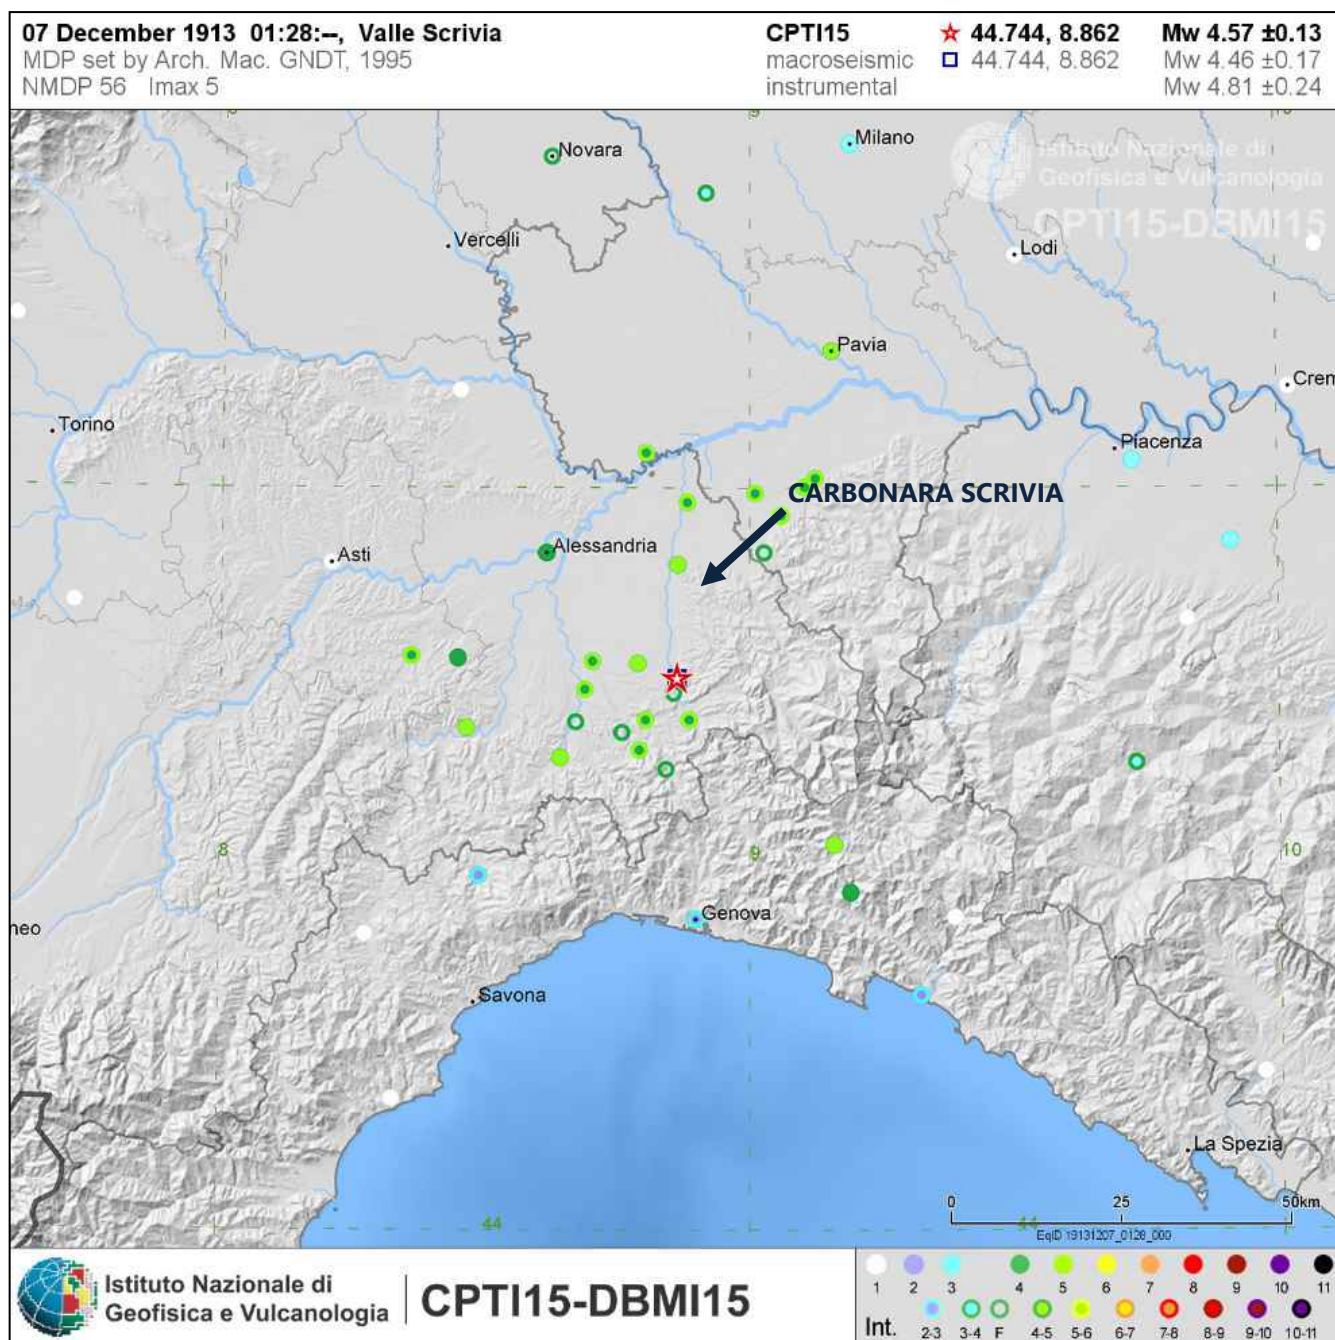 07 December 1913 01:28:--, Valle Scrivia
MDP set by Arch. Mac. GNDT, 1995
NMDP 56 Imax 5
CPTI15 44.744, 8.862 Mw 4.57 ±0.13
macroseismic 44.744, 8.862 Mw 4.46 ±0.17
instrumental Mw 4.81 ±0.24
9
Milano
Novara
Istituto Nazionale di
Geofisica e Vulcanologia
CPTI15-DBMI15
Vercelli
Lodi
Pavia
Crem
Torino
Piacenza
CARBONARA SCRIVIA
Alessandria
Asti
8
9
10
Genova
neo
Savona
La Spezia
0 25 50km
44
44
EqID 19131207_0128_000
Istituto Nazionale di
Geofisica e Vulcanologia
CPTI15-DBMI15
1 2 3 4 5 6 7 8 9 10 11
Int. 2-3 3-4 F 4-5 5-6 6-7 7-8 8-9 9-10 10-11